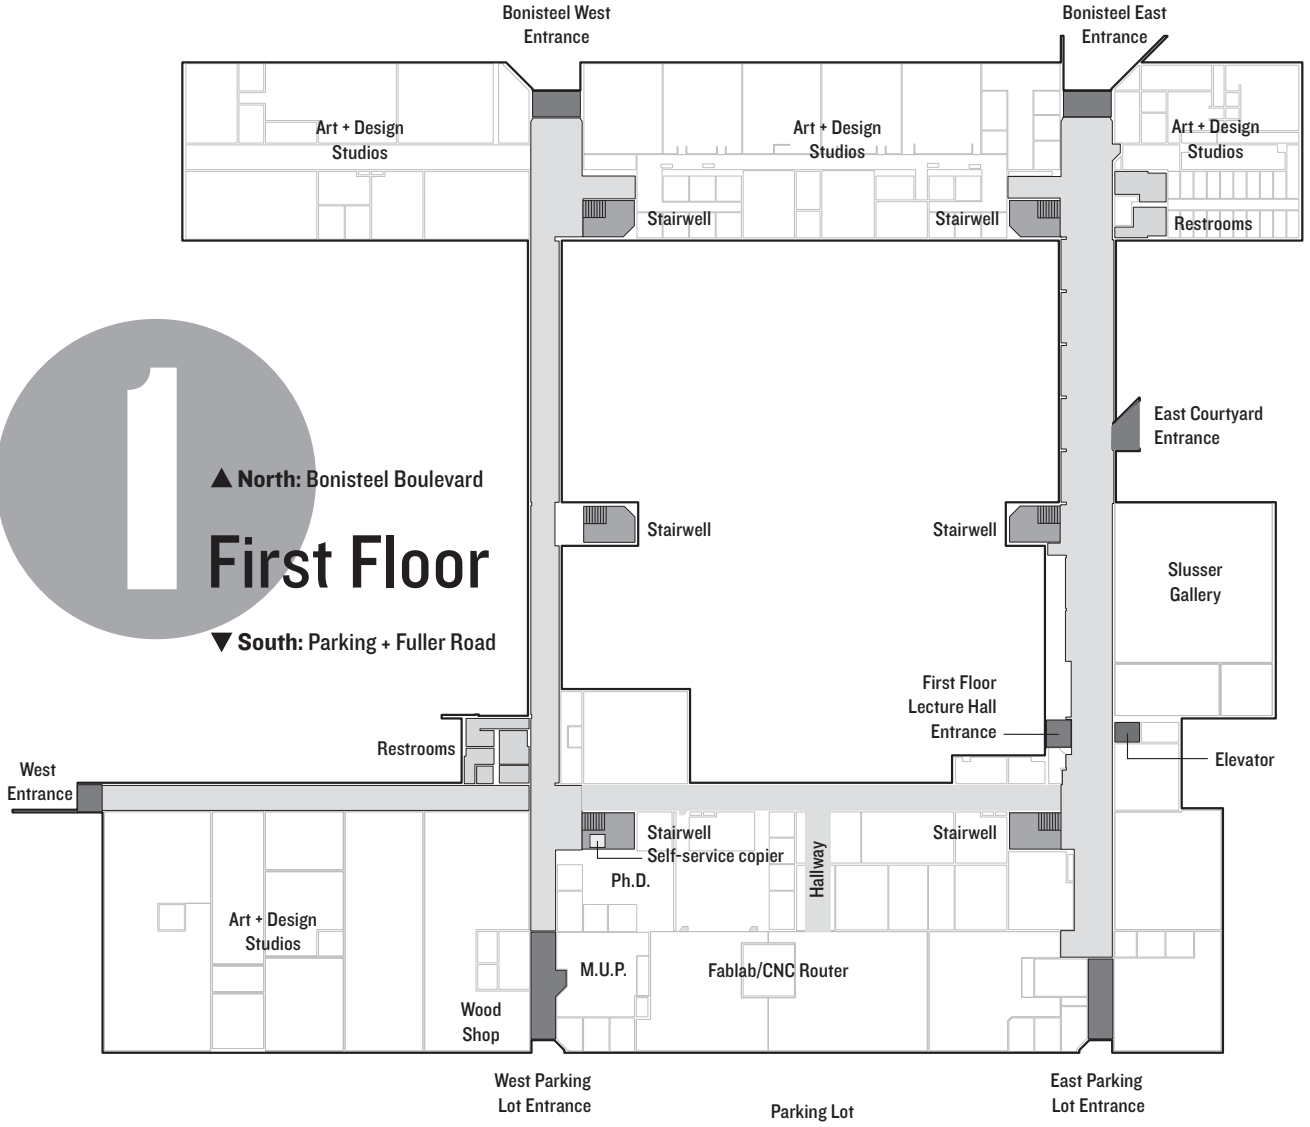 Bonisteel West
Entrance
Bonisteel East
Entrance
Art + Design
Studios
Art + Design
Studios
Art + Design
Studios
Stairwell
Stairwell
Restrooms
East Courtyard
Entrance
1
▲ North: Bonisteel Boulevard
First Floor
▼ South: Parking + Fuller Road
Stairwell
Stairwell
Slusser
Gallery
First Floor
Lecture Hall
Entrance
Restrooms
Elevator
West
Entrance
Stairwell
Self-service copier
Stairwell
Ph.D.
Hallway
Art + Design
Studios
M.U.P.
Fablab/CNC Router
Wood
Shop
West Parking
Lot Entrance
Parking Lot
East Parking
Lot Entrance